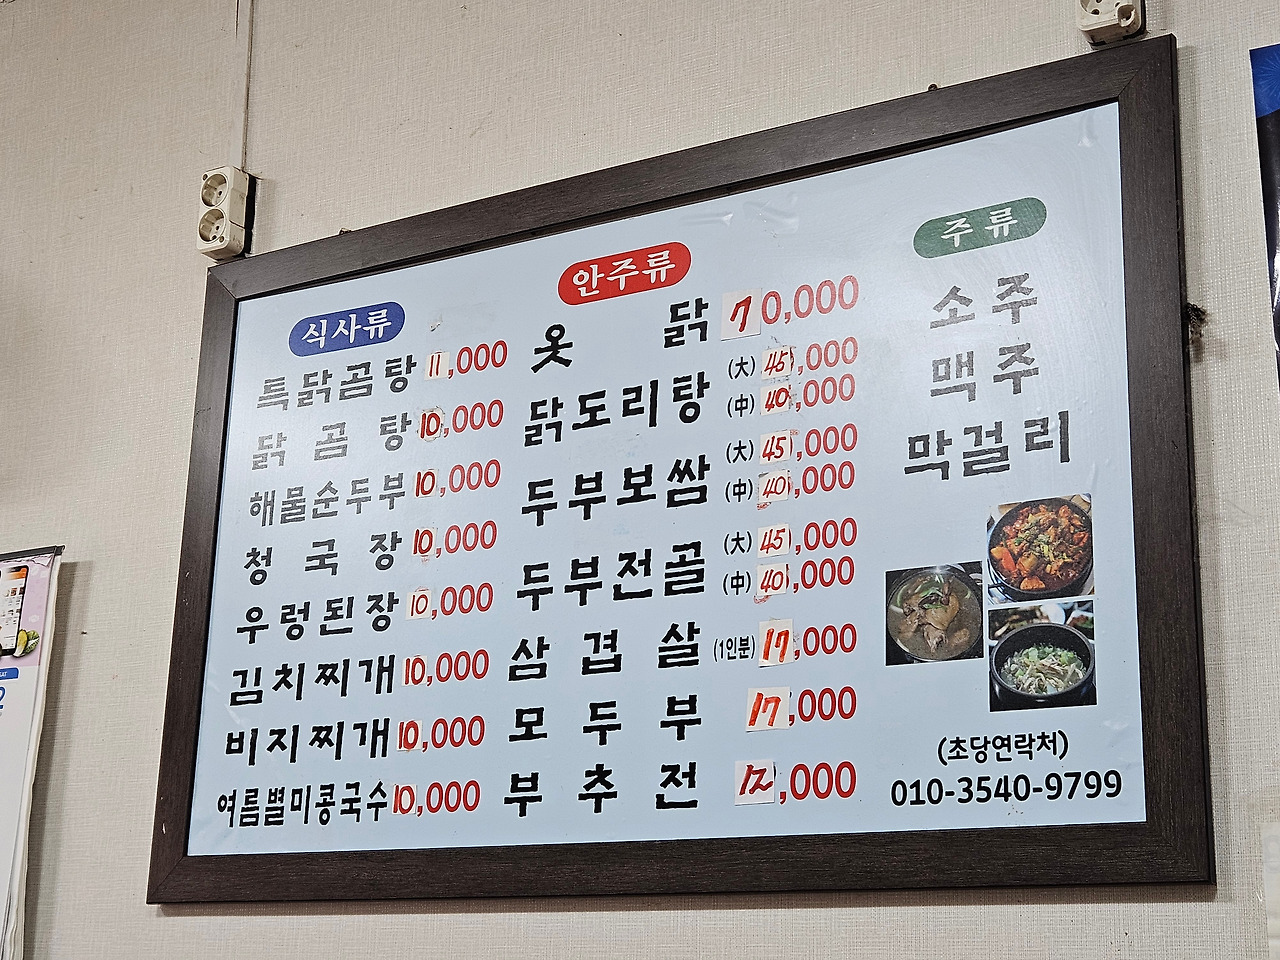 식사류
특닭곰탕 11,000
닭곰탕 10,000
해물순두부 10,000
청국장 10,000
우렁된장 10,000
김치찌개 10,000
비지찌개 10,000
여름별미콩국수 10,000
안주류
옻닭 70,000
닭도리탕 (大) 45,000
(中) 40,000
두부보쌈 (大) 45,000
(中) 40,000
두부전골 (大) 45,000
(中) 40,000
삼겹살 (1인분) 17,000
모두부 17,000
부추전 12,000
주류
소주
맥주
막걸리
(초당연락처)
010-3540-9799